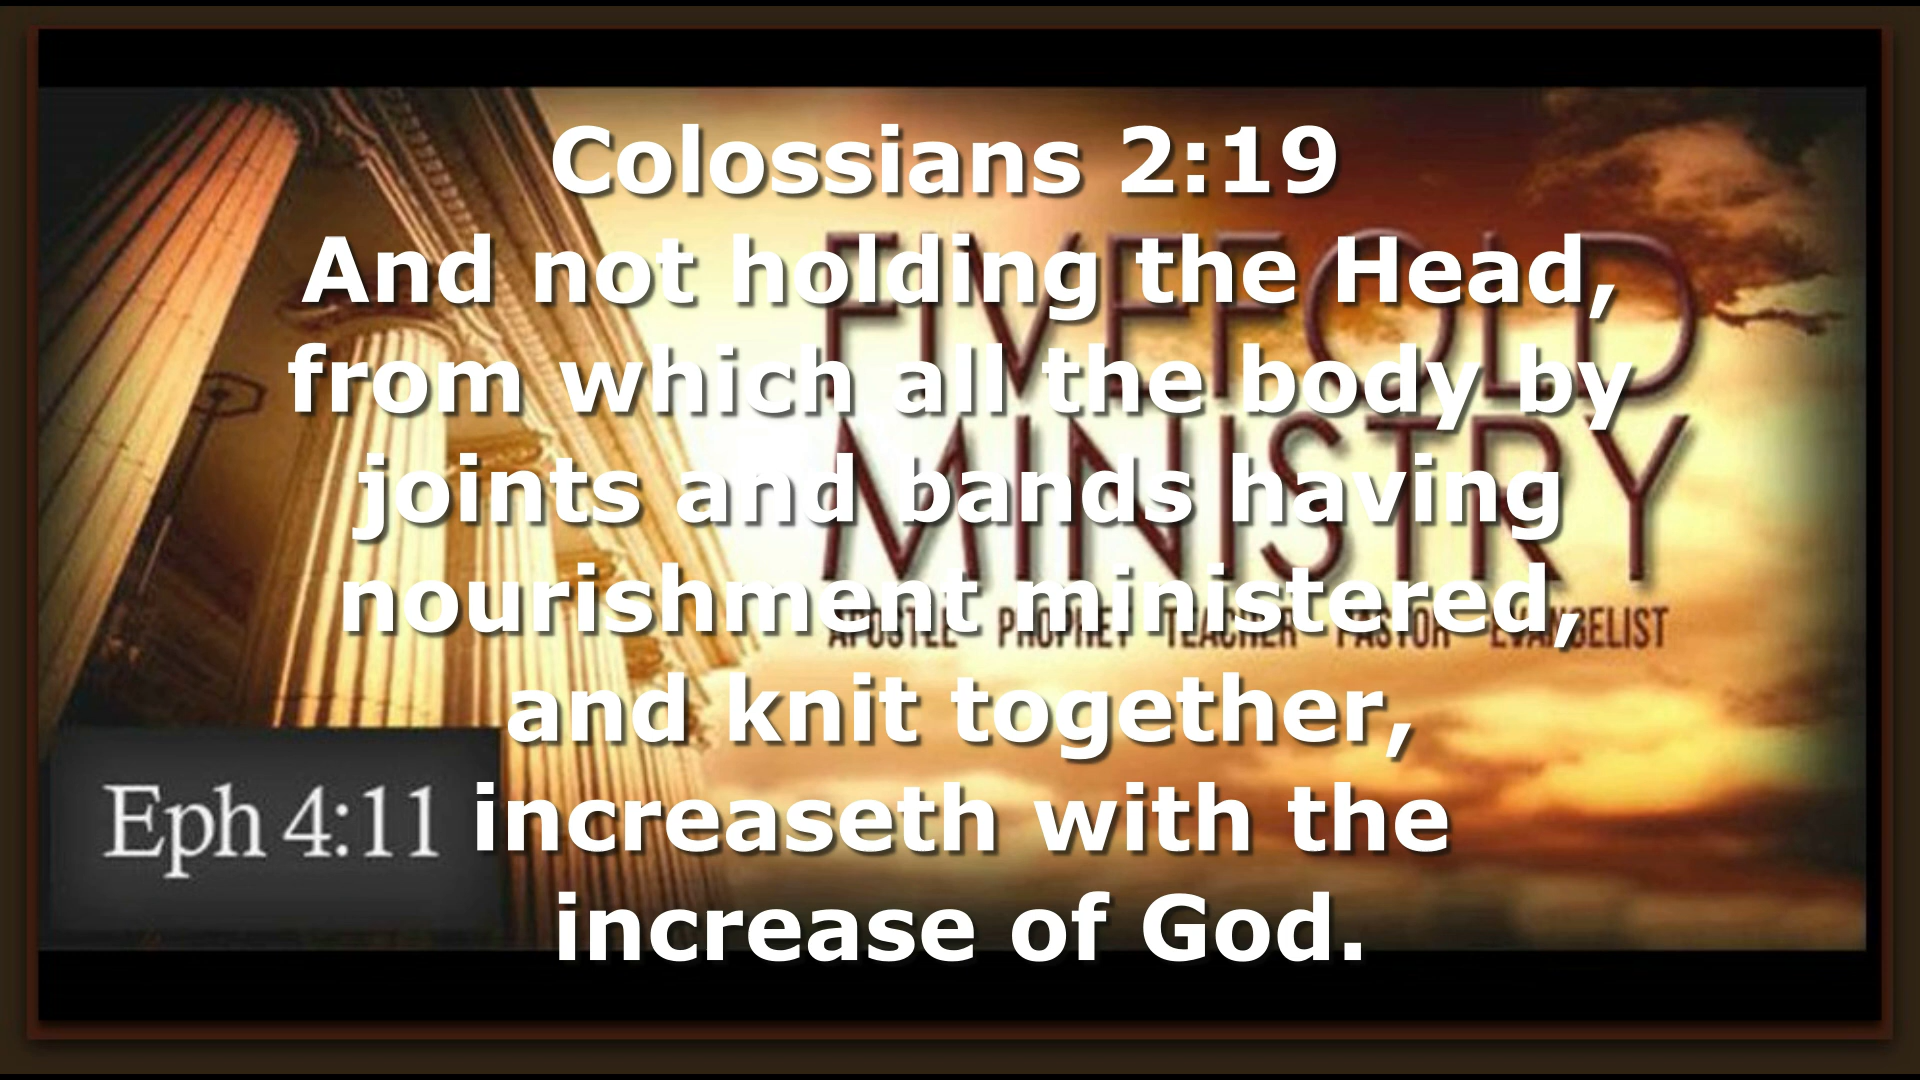 Colossians 2:19
And not holding the Head,
from which all the body by
joints and bands having
nourishment ministered,
and knit together,
increaseth with the
increase of God.
FIVEFOLD
MINISTRY
APOSTLE PROPHET TEACHER PASTOR EVANGELIST
Eph 4:11